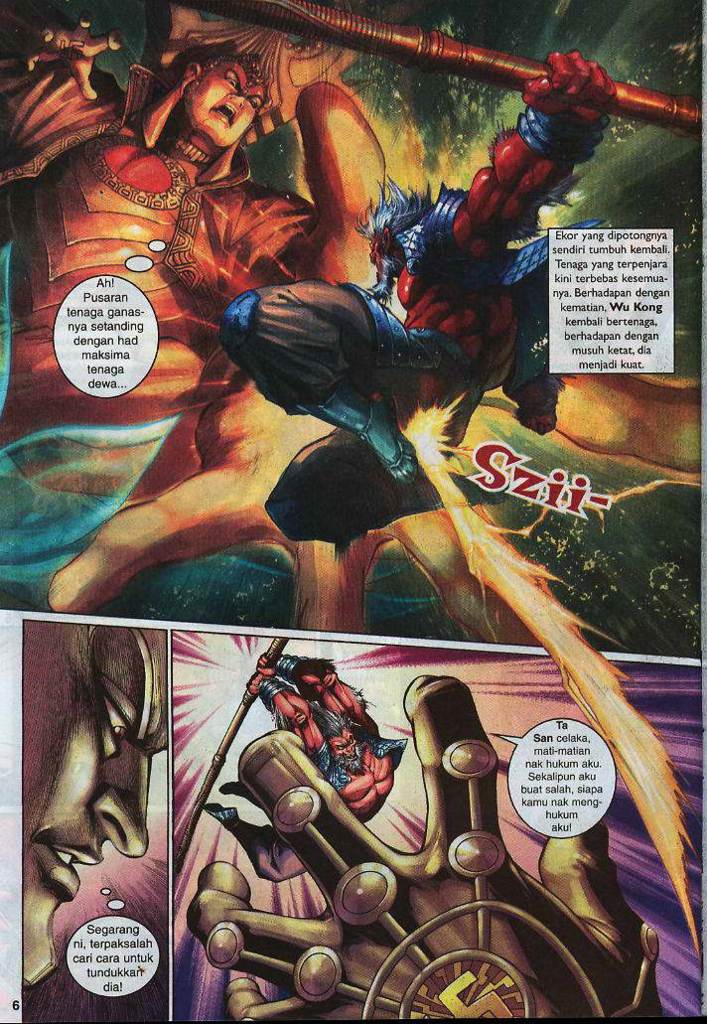 Ah!
Pusaran
tenaga ganas-
nya setanding
dengan had
maksima
tenaga
dewa...
Ekor yang dipotongnya
sendiri tumbuh kembali.
Tenaga yang terpenjara
kini terbebas kesemua-
nya. Berhadapan dengan
kematian, Wu Kong
kembali bertenaga,
berhadapan dengan
musuh ketat, dia
menjadi kuat.
Szii-
Ta
San celaka,
mati-matian
nak hukum aku.
Sekalipun aku
buat salah, siapa
kamu nak meng-
hukum
aku!
Segarang
ni, terpaksalah
cari cara untuk
tundukkan
dia!
6